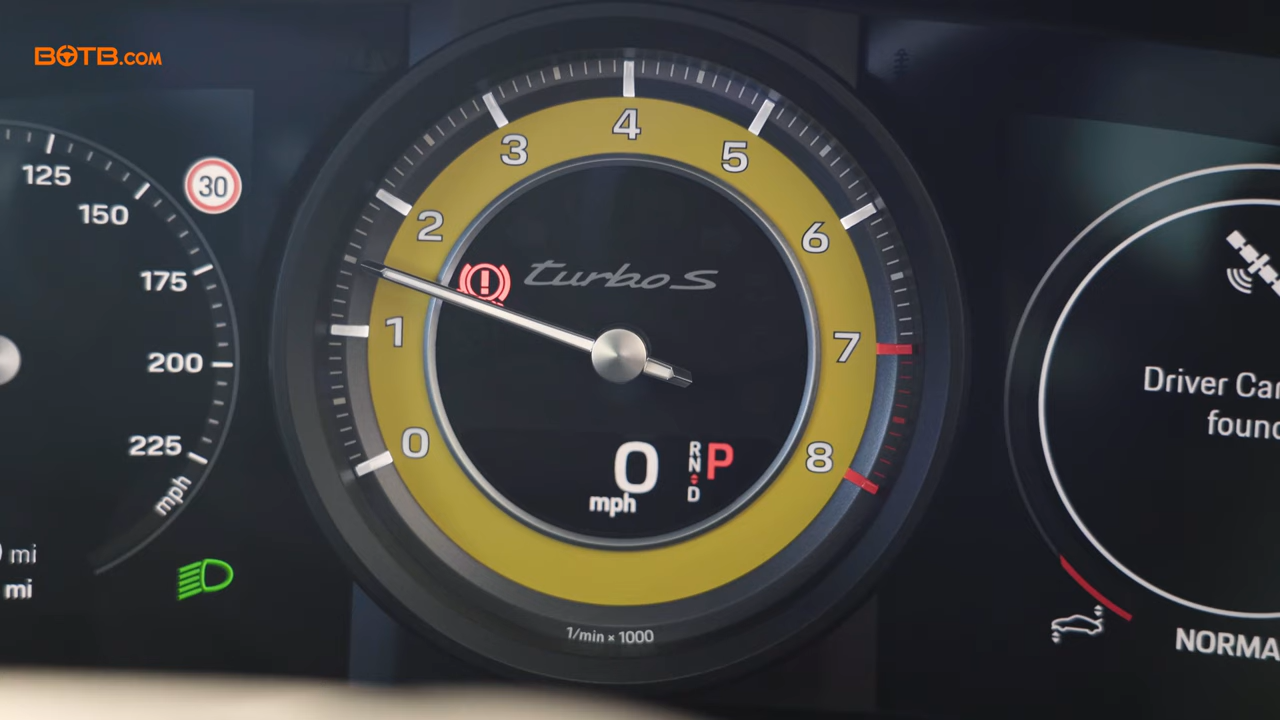 BOTB.COM
125
150
175
200
225
mph
30
mi
mi
0
1
2
3
4
5
6
7
8
turbo S
0
mph
R
N
D
P
1/min × 1000
Driver Car
found
NORMA